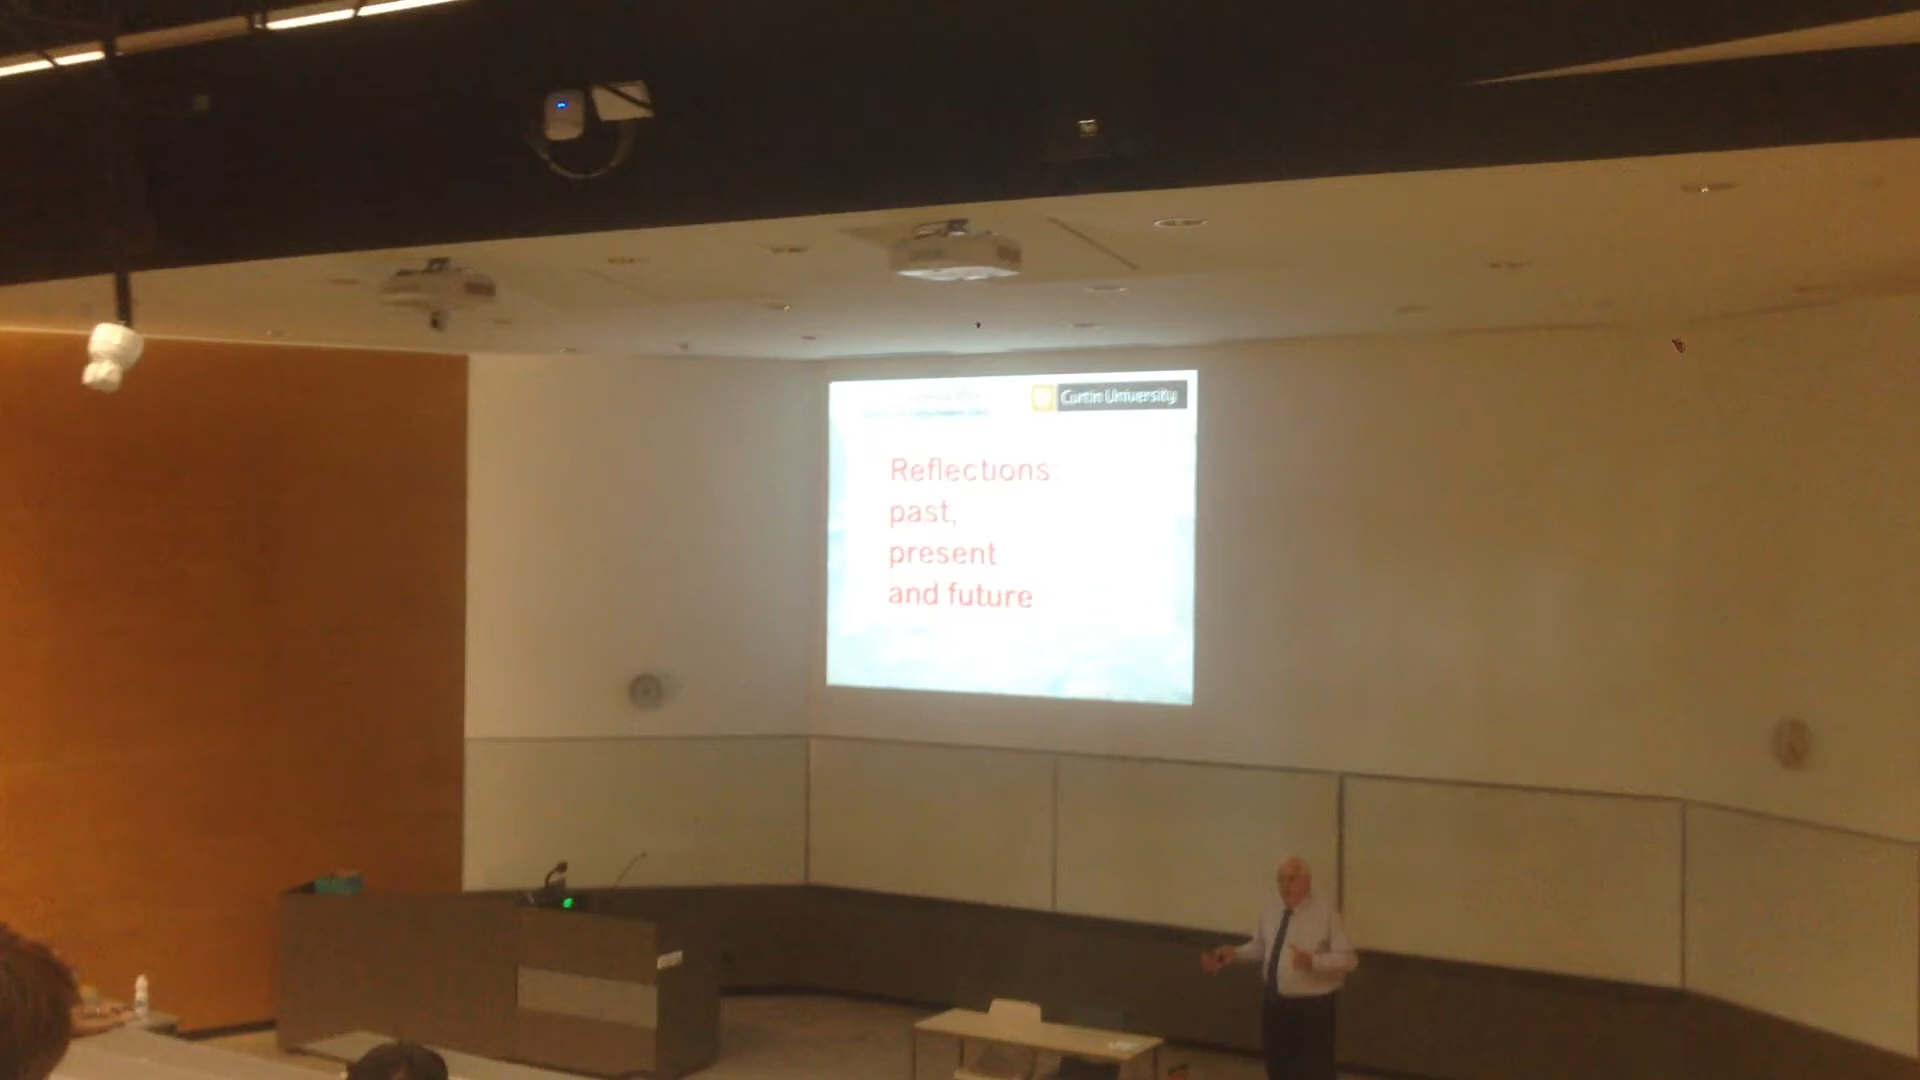 Curtin University
Reflections:
past,
present
and future